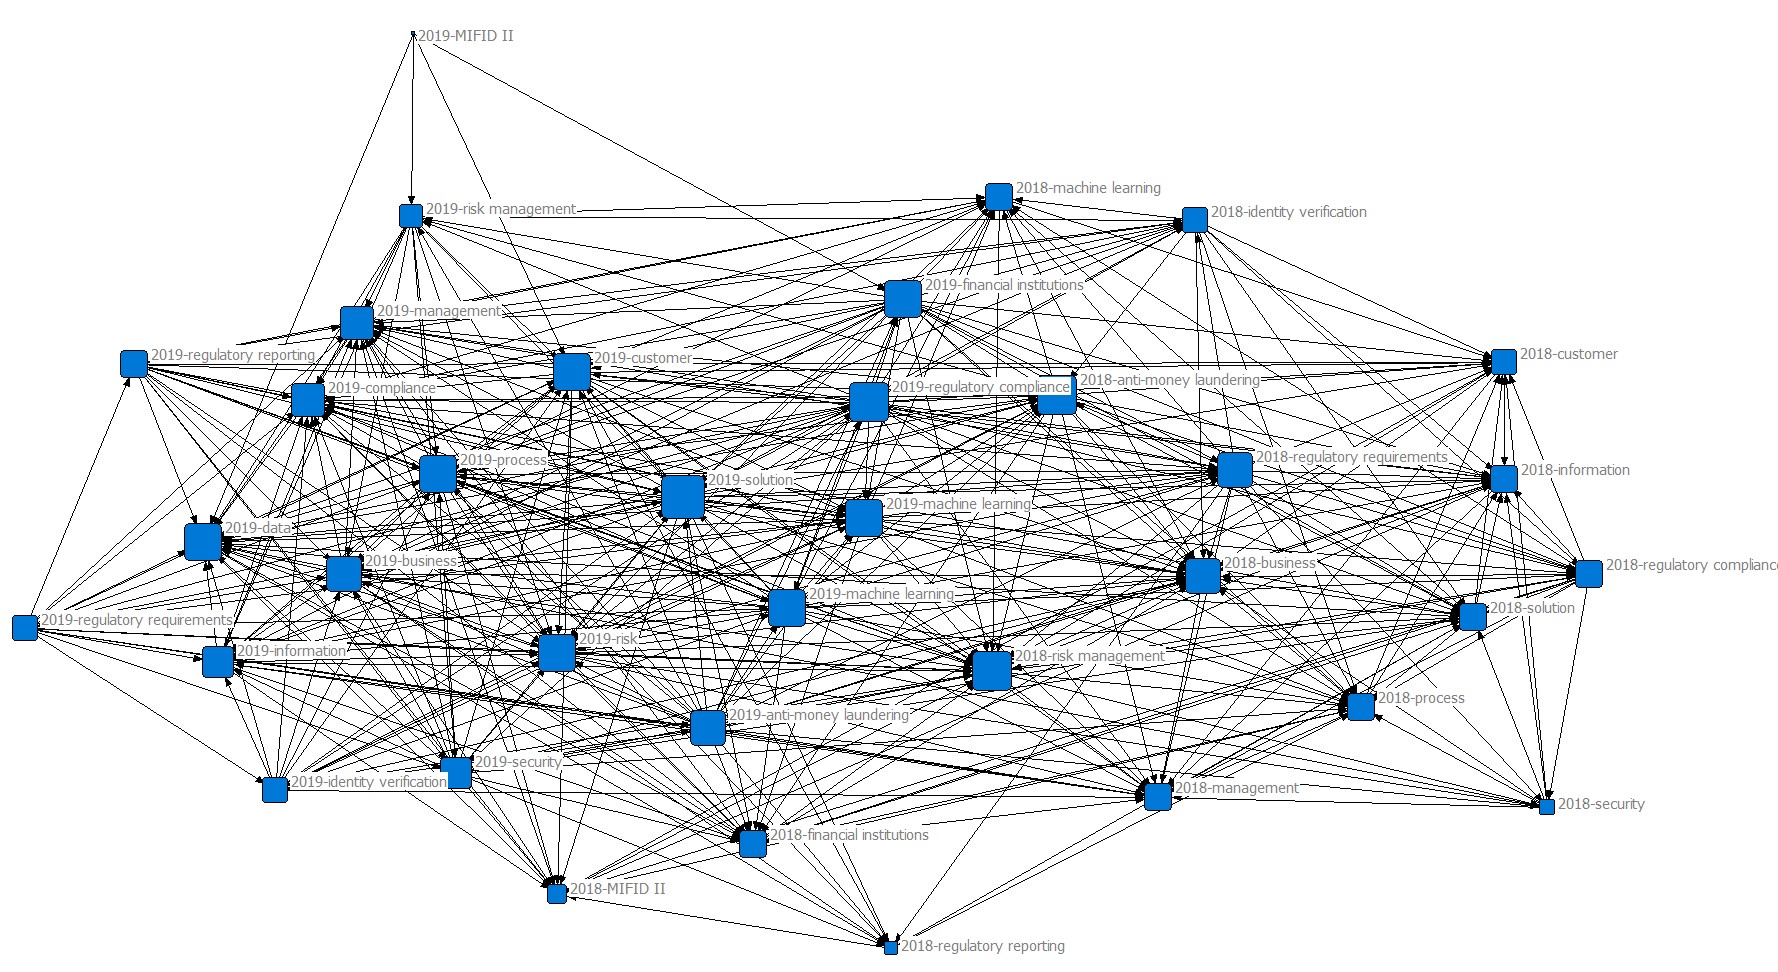 2019-MIFID II
2018-machine learning
2019-risk management
2018-identity verification
2019-financial institutions
2019-management
2019-regulatory reporting
2019-customer
2018-customer
2019-compliance
2019-regulatory compliance
2018-anti-money laundering
2019-process
2018-regulatory requirements
2018-information
2019-solution
2019-machine learning
2019-data
2019-business
2018-business
2018-regulatory compliance
2019-machine learning
2018-solution
2019-regulatory requirements
2019-risk
2019-information
2018-risk management
2018-process
2019-anti-money laundering
2019-security
2019-identity verification
2018-management
2018-security
2018-financial institutions
2018-MIFID II
2018-regulatory reporting